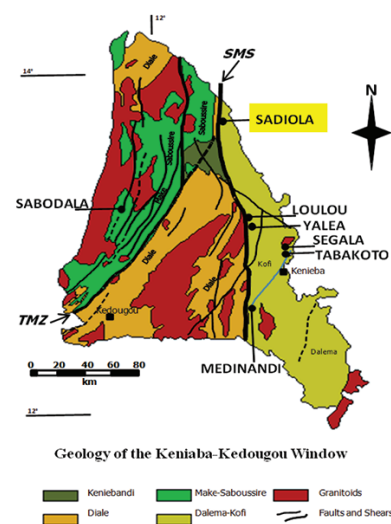 12°
14°
SMS
Diale
Saboussire
SADIOLA
Saboussire
SABODALA
LOULOU
YALEA
SEGALA
TABAKOTO
Kofi
Kenieba
Diale
TMZ
Kedougou
Diale
MEDINANDI
Dalema
0 20 40 60 80
km
12°
Geology of the Keniaba-Kedougou Window
Keniebandi
Make-Saboussire
Granitoids
Diale
Dalema-Kofi
Faults and Shears